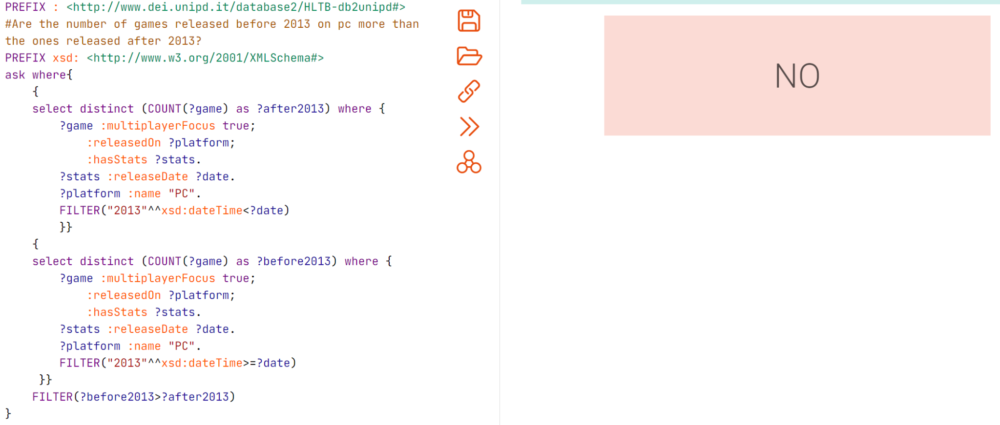 PREFIX : <http://www.dei.unipd.it/database2/HLTB-db2unipd#>
#Are the number of games released before 2013 on pc more than
the ones released after 2013?
PREFIX xsd: <http://www.w3.org/2001/XMLSchema#>
ask where{
    {
    select distinct (COUNT(?game) as ?after2013) where {
        ?game :multiplayerFocus true;
            :releasedOn ?platform;
            :hasStats ?stats.
        ?stats :releaseDate ?date.
        ?platform :name "PC".
        FILTER("2013"^^xsd:dateTime<?date)
        }}
    {
    select distinct (COUNT(?game) as ?before2013) where {
        ?game :multiplayerFocus true;
            :releasedOn ?platform;
            :hasStats ?stats.
        ?stats :releaseDate ?date.
        ?platform :name "PC".
        FILTER("2013"^^xsd:dateTime>=?date)
     }}
    FILTER(?before2013>?after2013)
}
NO